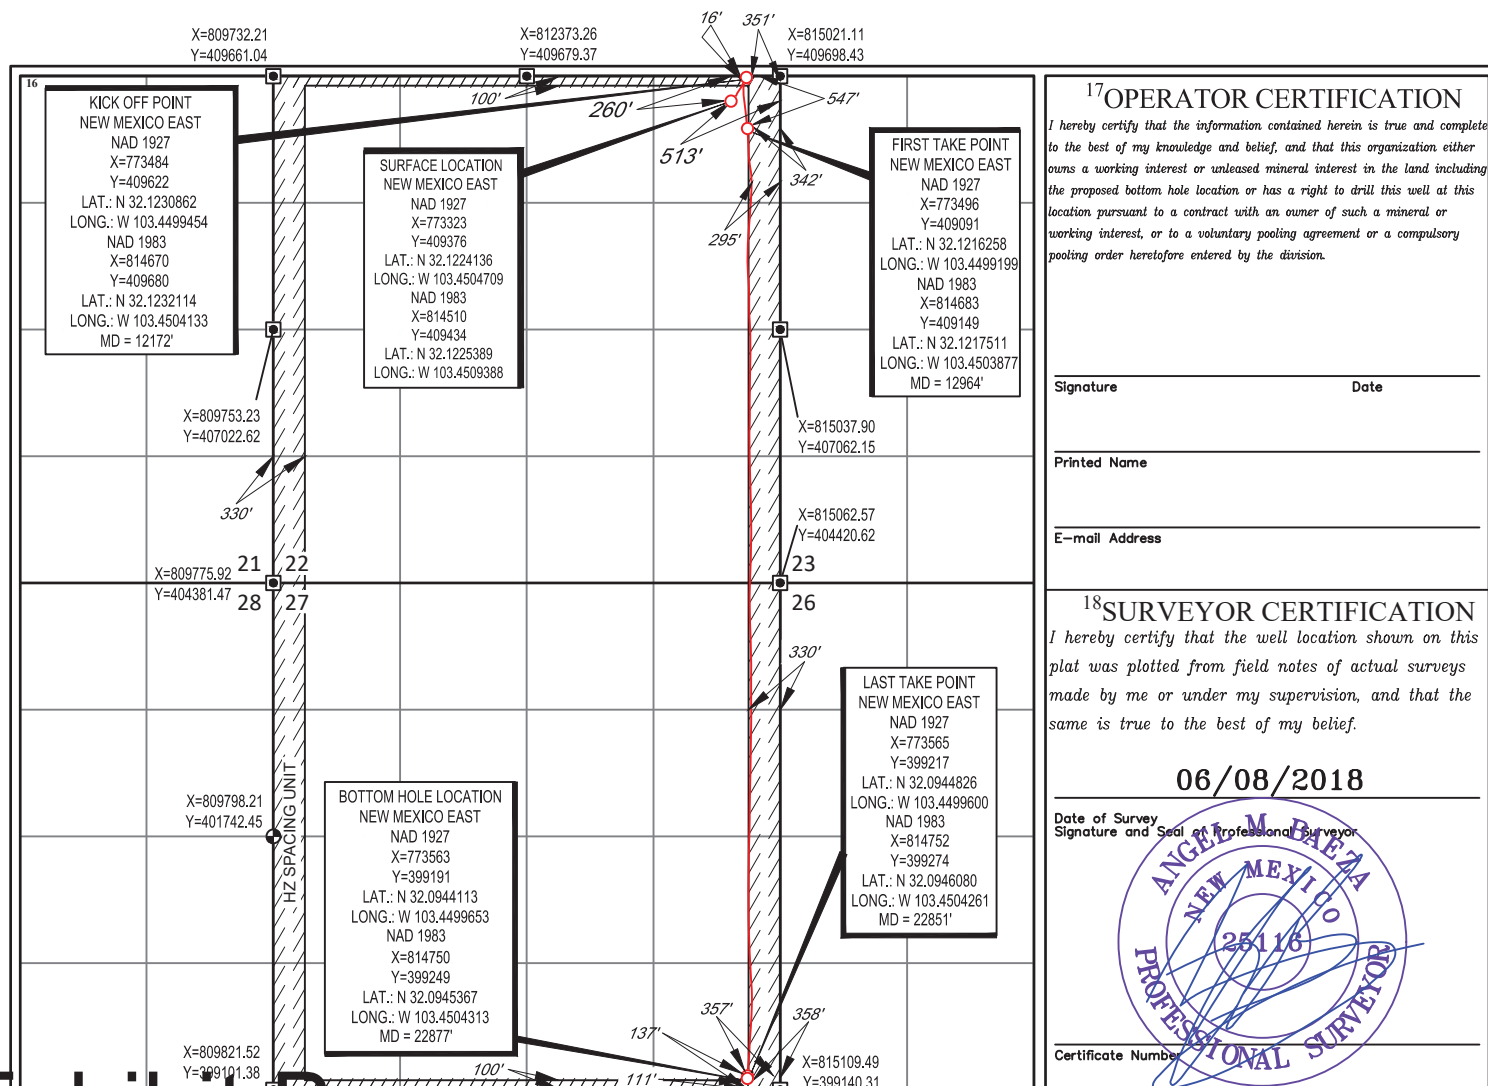 X=809732.21
Y=409661.04
X=812373.26
Y=409679.37
16'
351'
X=815021.11
Y=409698.43
16
100'
260'
547'
513'
342'
295'
KICK OFF POINT
NEW MEXICO EAST
NAD 1927
X=773484
Y=409622
LAT.: N 32.1230862
LONG.: W 103.4499454
NAD 1983
X=814670
Y=409680
LAT.: N 32.1232114
LONG.: W 103.4504133
MD = 12172'
SURFACE LOCATION
NEW MEXICO EAST
NAD 1927
X=773323
Y=409376
LAT.: N 32.1224136
LONG.: W 103.4504709
NAD 1983
X=814510
Y=409434
LAT.: N 32.1225389
LONG.: W 103.4509388
FIRST TAKE POINT
NEW MEXICO EAST
NAD 1927
X=773496
Y=409091
LAT.: N 32.1216258
LONG.: W 103.4499199
NAD 1983
X=814683
Y=409149
LAT.: N 32.1217511
LONG.: W 103.4503877
MD = 12964'
X=809753.23
Y=407022.62
X=815037.90
Y=407062.15
330'
X=815062.57
Y=404420.62
21 22
23
X=809775.92
Y=404381.47
28 27
26
330'
HZ SPACING UNIT
X=809798.21
Y=401742.45
BOTTOM HOLE LOCATION
NEW MEXICO EAST
NAD 1927
X=773563
Y=399191
LAT.: N 32.0944113
LONG.: W 103.4499653
NAD 1983
X=814750
Y=399249
LAT.: N 32.0945367
LONG.: W 103.4504313
MD = 22877'
LAST TAKE POINT
NEW MEXICO EAST
NAD 1927
X=773565
Y=399217
LAT.: N 32.0944826
LONG.: W 103.4499600
NAD 1983
X=814752
Y=399274
LAT.: N 32.0946080
LONG.: W 103.4504261
MD = 22851'
357'
358'
137'
X=809821.52
Y=399101.38
100'
111'
X=815109.49
Y=399140.31
17 OPERATOR CERTIFICATION
I hereby certify that the information contained herein is true and complete
to the best of my knowledge and belief, and that this organization either
owns a working interest or unleased mineral interest in the land including
the proposed bottom hole location or has a right to drill this well at this
location pursuant to a contract with an owner of such a mineral or
working interest, or to a voluntary pooling agreement or a compulsory
pooling order heretofore entered by the division.
Signature Date
Printed Name
E-mail Address
18 SURVEYOR CERTIFICATION
I hereby certify that the well location shown on this
plat was plotted from field notes of actual surveys
made by me or under my supervision, and that the
same is true to the best of my belief.
06/08/2018
Date of Survey
Signature and Seal of Professional Surveyor
ANGEL M. BAEZA
NEW MEXICO
25116
PROFESSIONAL SURVEYOR
Certificate Number